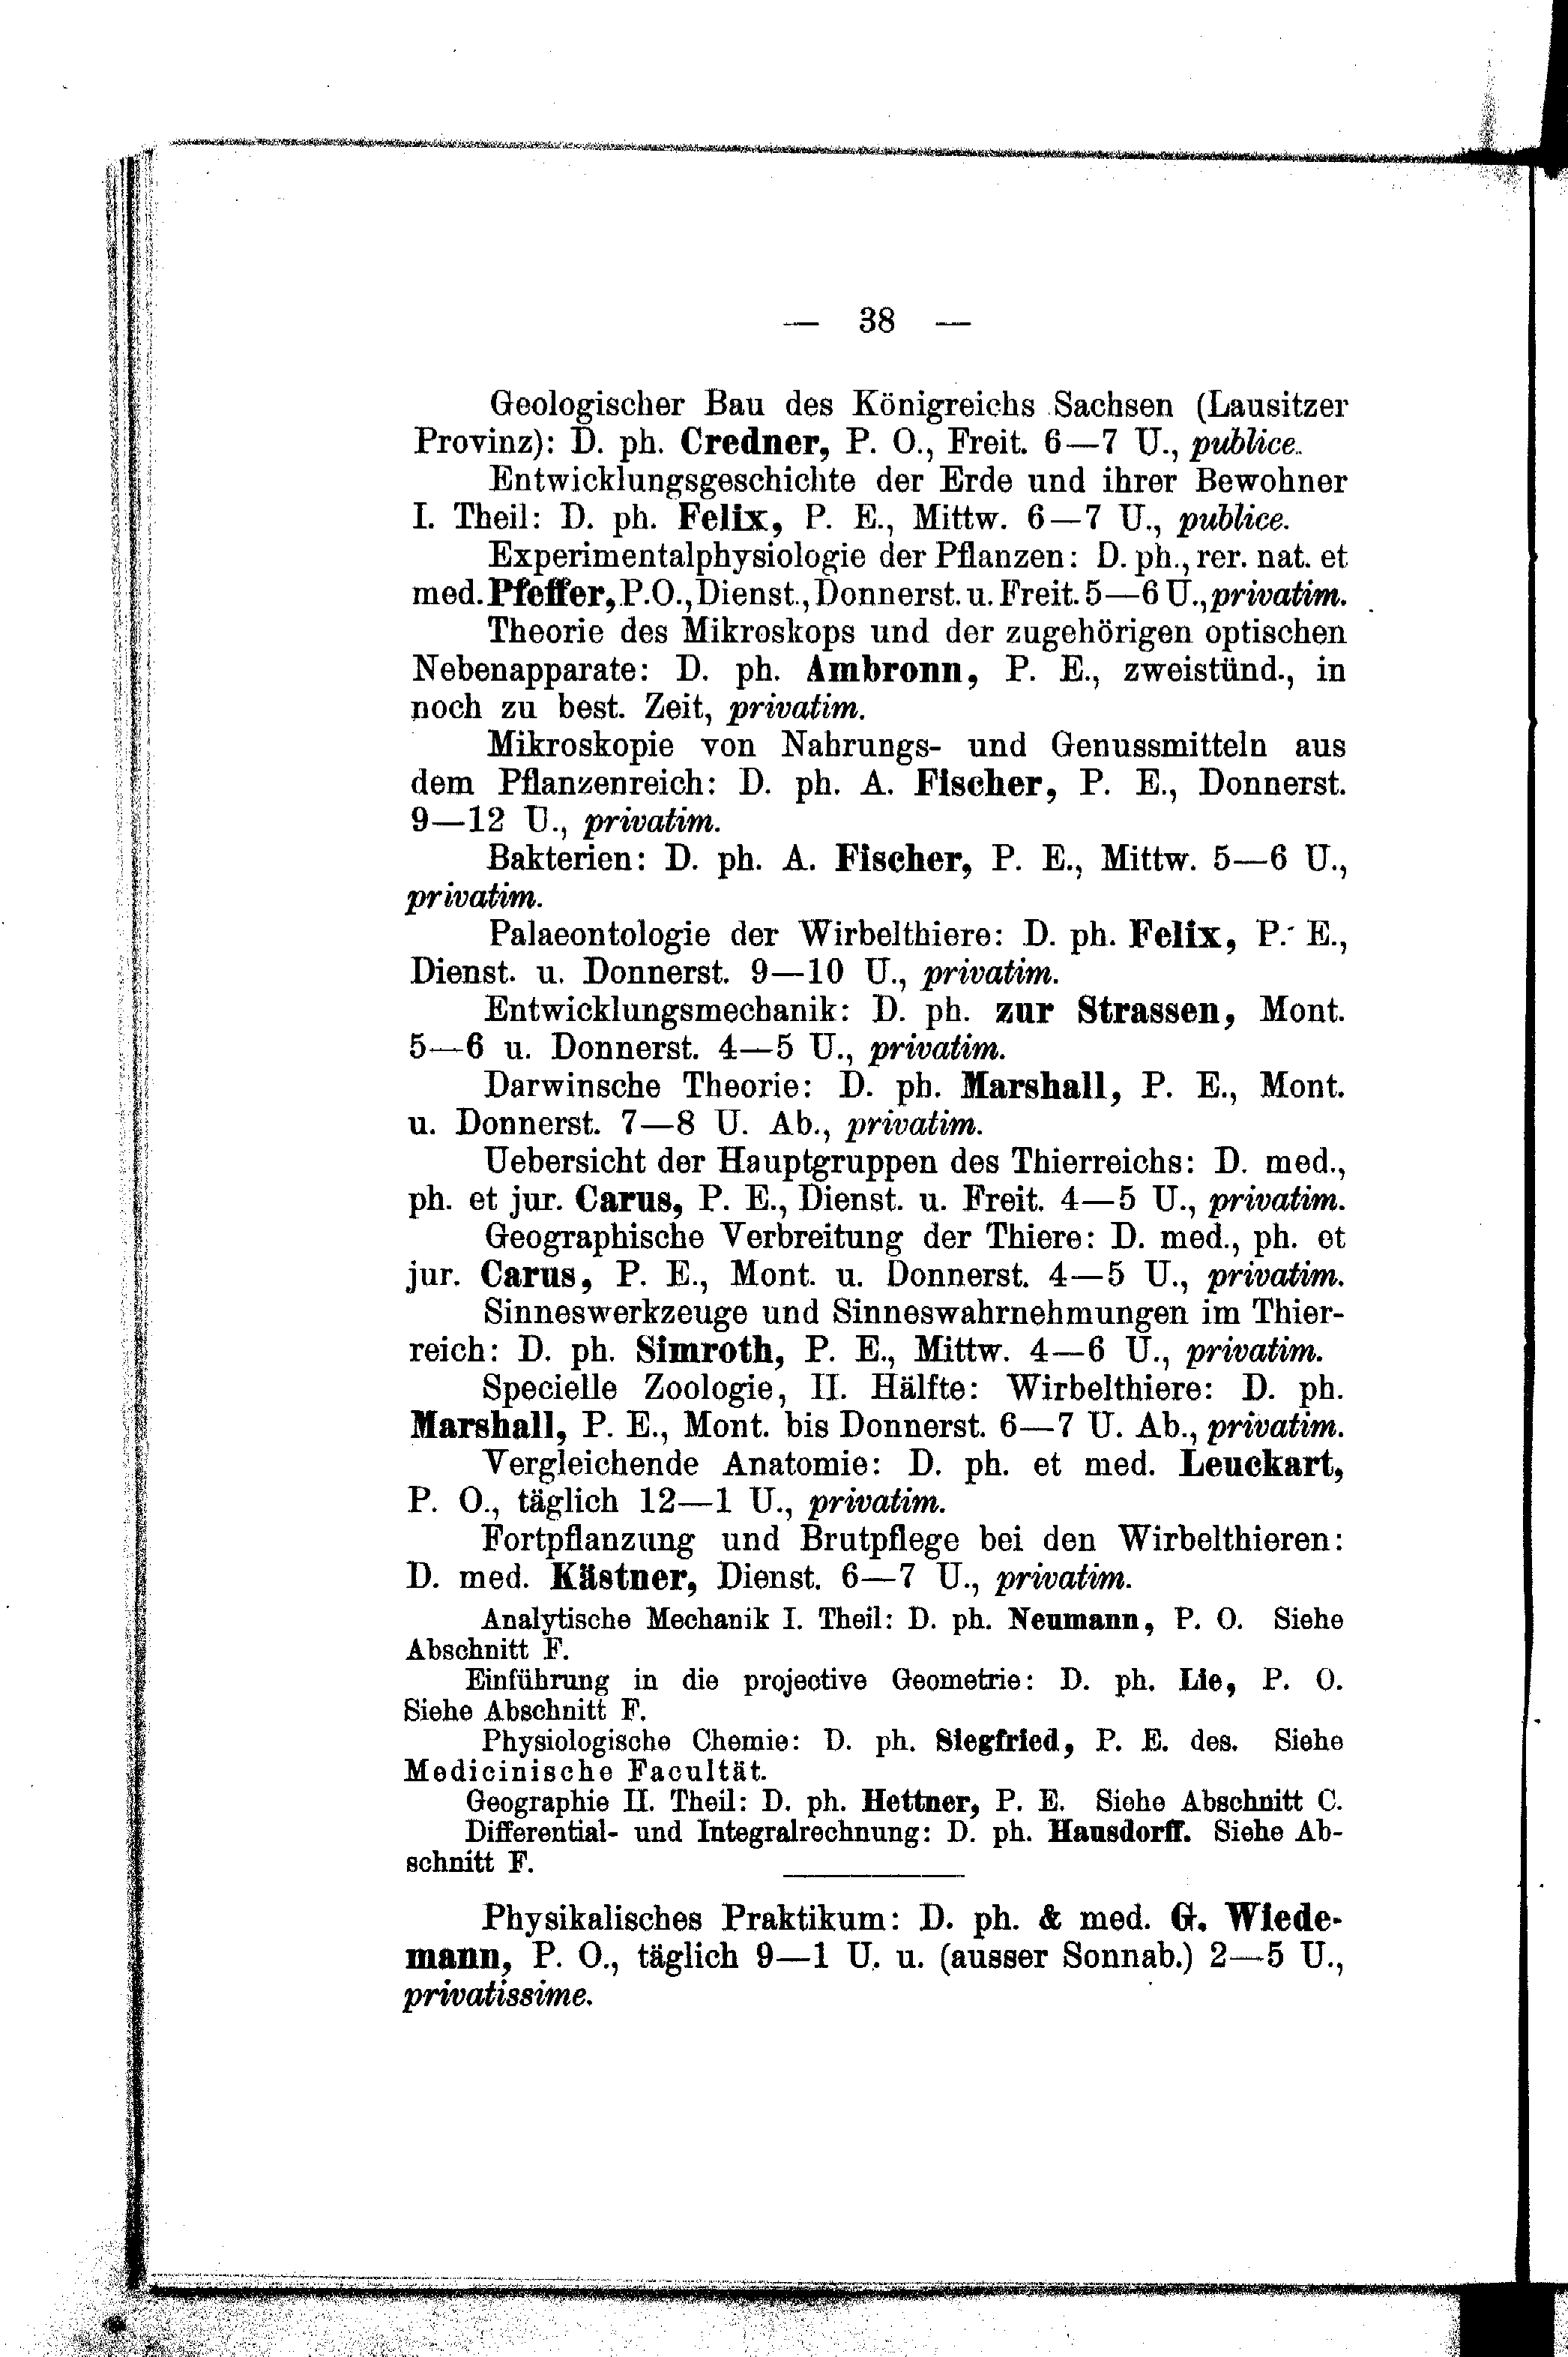 — 38 —
Geologischer Bau des Königreichs Sachsen (Lausitzer
Provinz): D. ph. Credner, P. O., Freit. 6—7 U., publice.
Entwicklungsgeschichte der Erde und ihrer Bewohner
I. Theil: D. ph. Felix, P. E., Mittw. 6—7 U., publice.
Experimentalphysiologie der Pflanzen: D. ph., rer. nat. et
med. Pfeffer, P.O., Dienst., Donnerst. u. Freit. 5—6 U., privatim.
Theorie des Mikroskops und der zugehörigen optischen
Nebenapparate: D. ph. Ambronn, P. E., zweistünd., in
noch zu best. Zeit, privatim.
Mikroskopie von Nahrungs- und Genussmitteln aus
dem Pflanzenreich: D. ph. A. Fischer, P. E., Donnerst.
9—12 U., privatim.
Bakterien: D. ph. A. Fischer, P. E., Mittw. 5—6 U.,
privatim.
Palaeontologie der Wirbelthiere: D. ph. Felix, P. E.,
Dienst. u. Donnerst. 9—10 U., privatim.
Entwicklungsmechanik: D. ph. zur Strassen, Mont.
5—6 u. Donnerst. 4—5 U., privatim.
Darwinsche Theorie: D. ph. Marshall, P. E., Mont.
u. Donnerst. 7—8 U. Ab., privatim.
Uebersicht der Hauptgruppen des Thierreichs: D. med.,
ph. et jur. Carus, P. E., Dienst. u. Freit. 4—5 U., privatim.
Geographische Verbreitung der Thiere: D. med., ph. et
jur. Carus, P. E., Mont. u. Donnerst. 4—5 U., privatim.
Sinneswerkzeuge und Sinneswahrnehmungen im Thier-
reich: D. ph. Simroth, P. E., Mittw. 4—6 U., privatim.
Specielle Zoologie, II. Hälfte: Wirbelthiere: D. ph.
Marshall, P. E., Mont. bis Donnerst. 6—7 U. Ab., privatim.
Vergleichende Anatomie: D. ph. et med. Leuckart,
P. O., täglich 12—1 U., privatim.
Fortpflanzung und Brutpflege bei den Wirbelthieren:
D. med. Kästner, Dienst. 6—7 U., privatim.
Analytische Mechanik I. Theil: D. ph. Neumann, P. O. Siehe
Abschnitt F.
Einführung in die projective Geometrie: D. ph. Lie, P. O.
Siehe Abschnitt F.
Physiologische Chemie: D. ph. Siegfried, P. E. des. Siehe
Medicinische Facultät.
Geographie II. Theil: D. ph. Hettner, P. E. Siehe Abschnitt C.
Differential- und Integralrechnung: D. ph. Hausdorff. Siehe Ab-
schnitt F.
Physikalisches Praktikum: D. ph. & med. G. Wiede-
mann, P. O., täglich 9—1 U. u. (ausser Sonnab.) 2—5 U.,
privatissime.